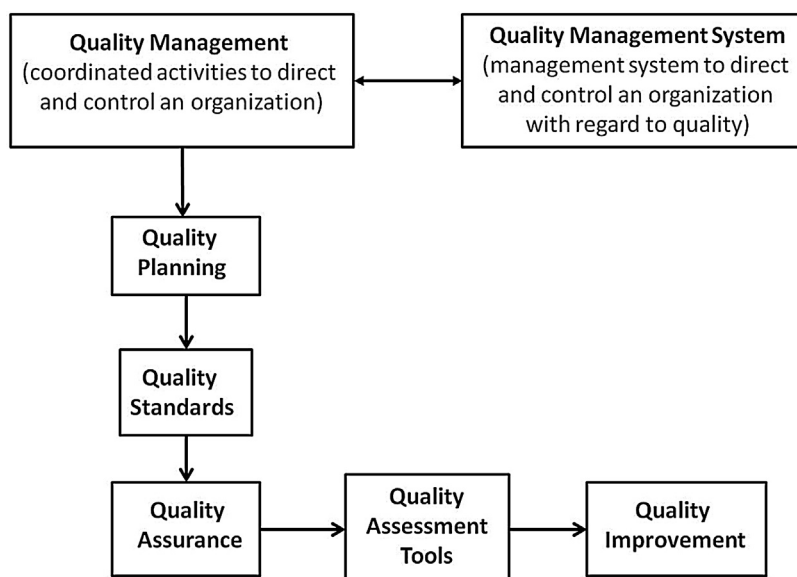 Quality Management
(coordinated activities to direct
and control an organization)
Quality Management System
(management system to direct
and control an organization
with regard to quality)
Quality
Planning
Quality
Standards
Quality
Assurance
Quality
Assessment
Tools
Quality
Improvement